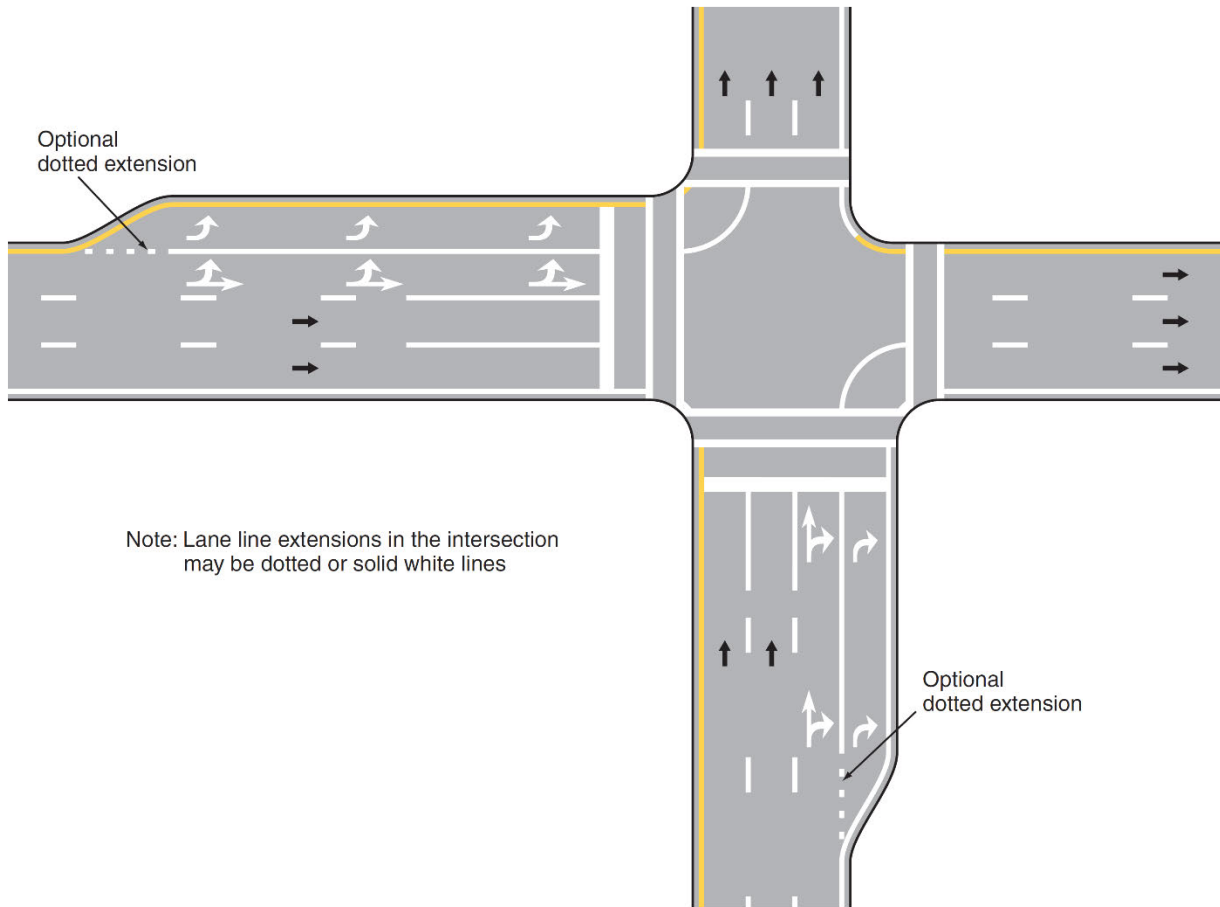 Optional
dotted extension
Note: Lane line extensions in the intersection
may be dotted or solid white lines
Optional
dotted extension